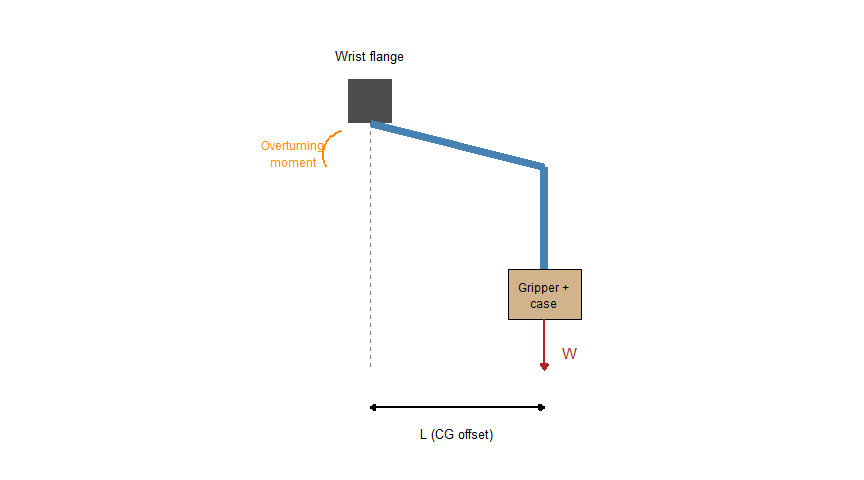 Wrist flange
Overturning
moment
Gripper +
case
W
L (CG offset)